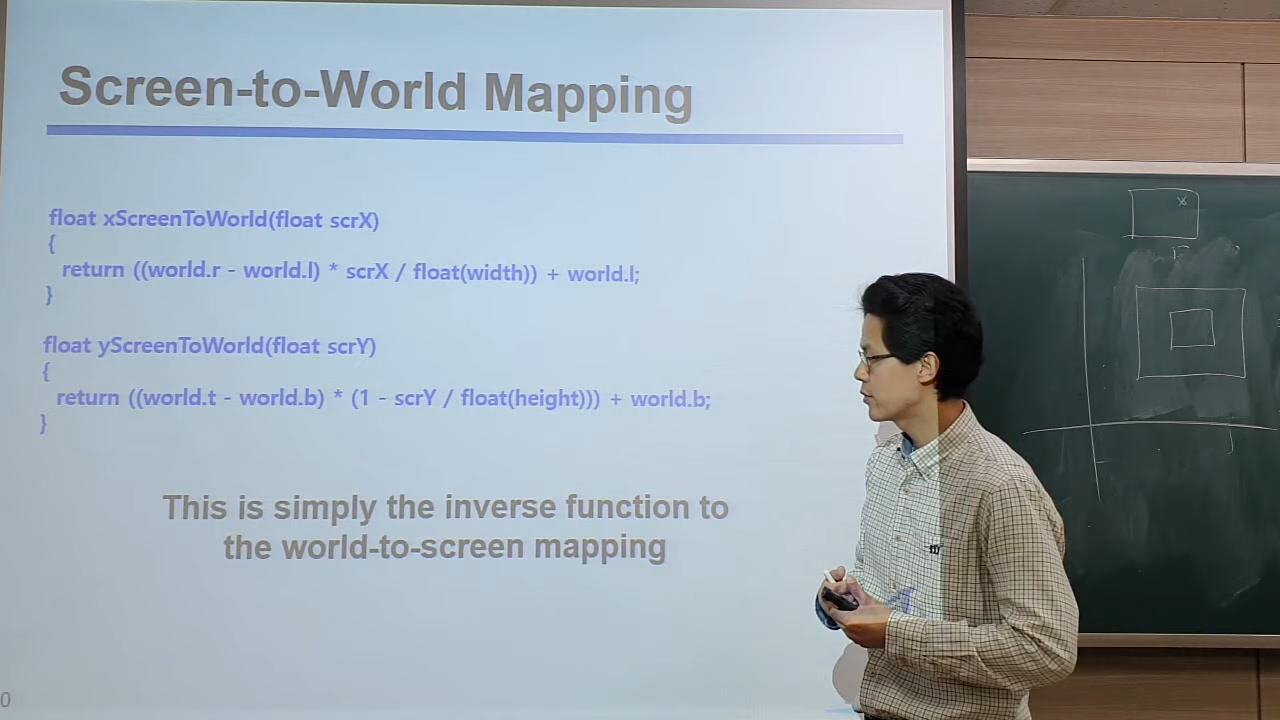 Screen-to-World Mapping
float xScreenToWorld(float scrX)
{
return ((world.r - world.l) * scrX / float(width)) + world.l;
}
float yScreenToWorld(float scrY)
{
return ((world.t - world.b) * (1 - scrY / float(height))) + world.b;
}
This is simply the inverse function to
the world-to-screen mapping
0
x